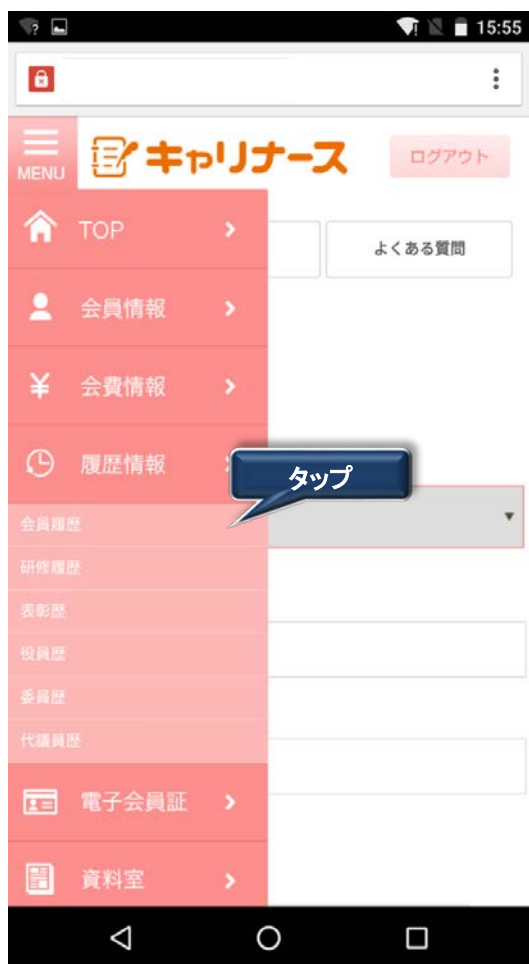 15:55
MENU
キャリナース
ログアウト
TOP
よくある質問
会員情報
¥ 会費情報
履歴情報
タップ
会員履歴
研修履歴
表彰歴
役員歴
委員歴
代議員歴
電子会員証
資料室